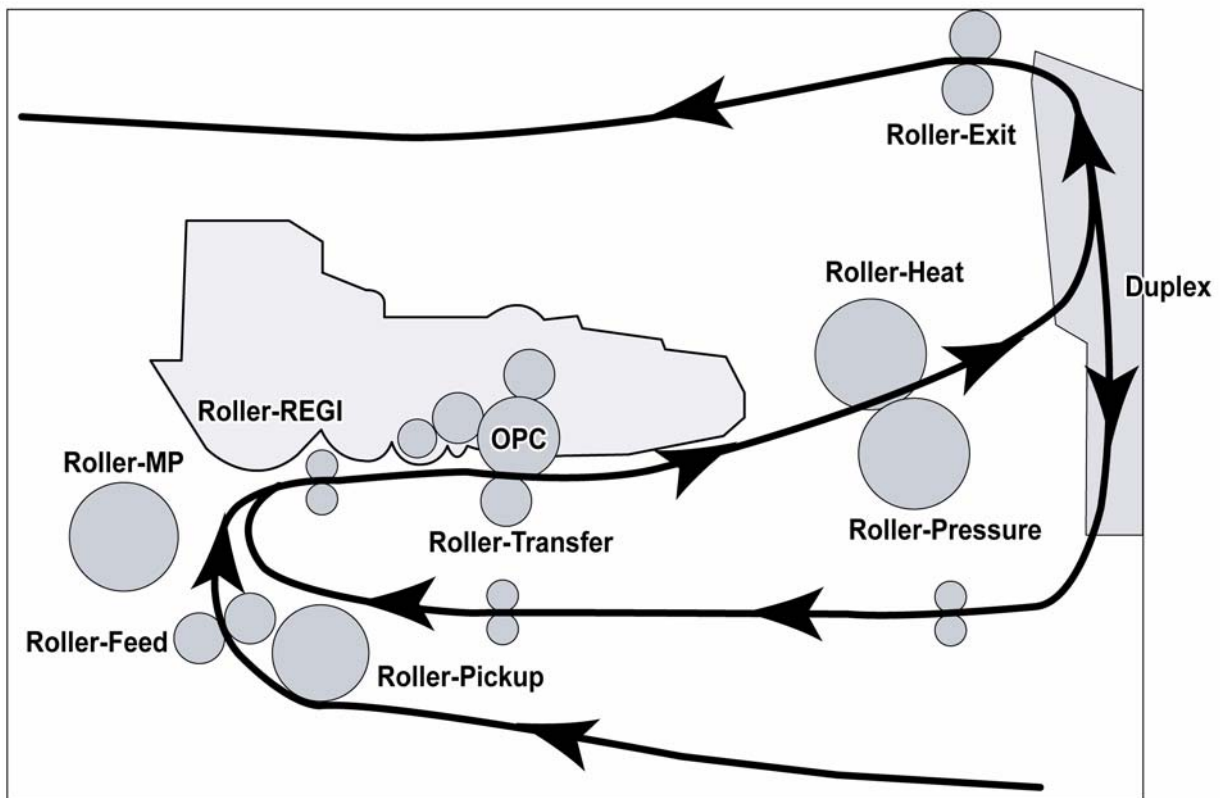 Roller-Exit
Roller-Heat
Duplex
Roller-REGI
OPC
Roller-MP
Roller-Transfer
Roller-Pressure
Roller-Feed
Roller-Pickup